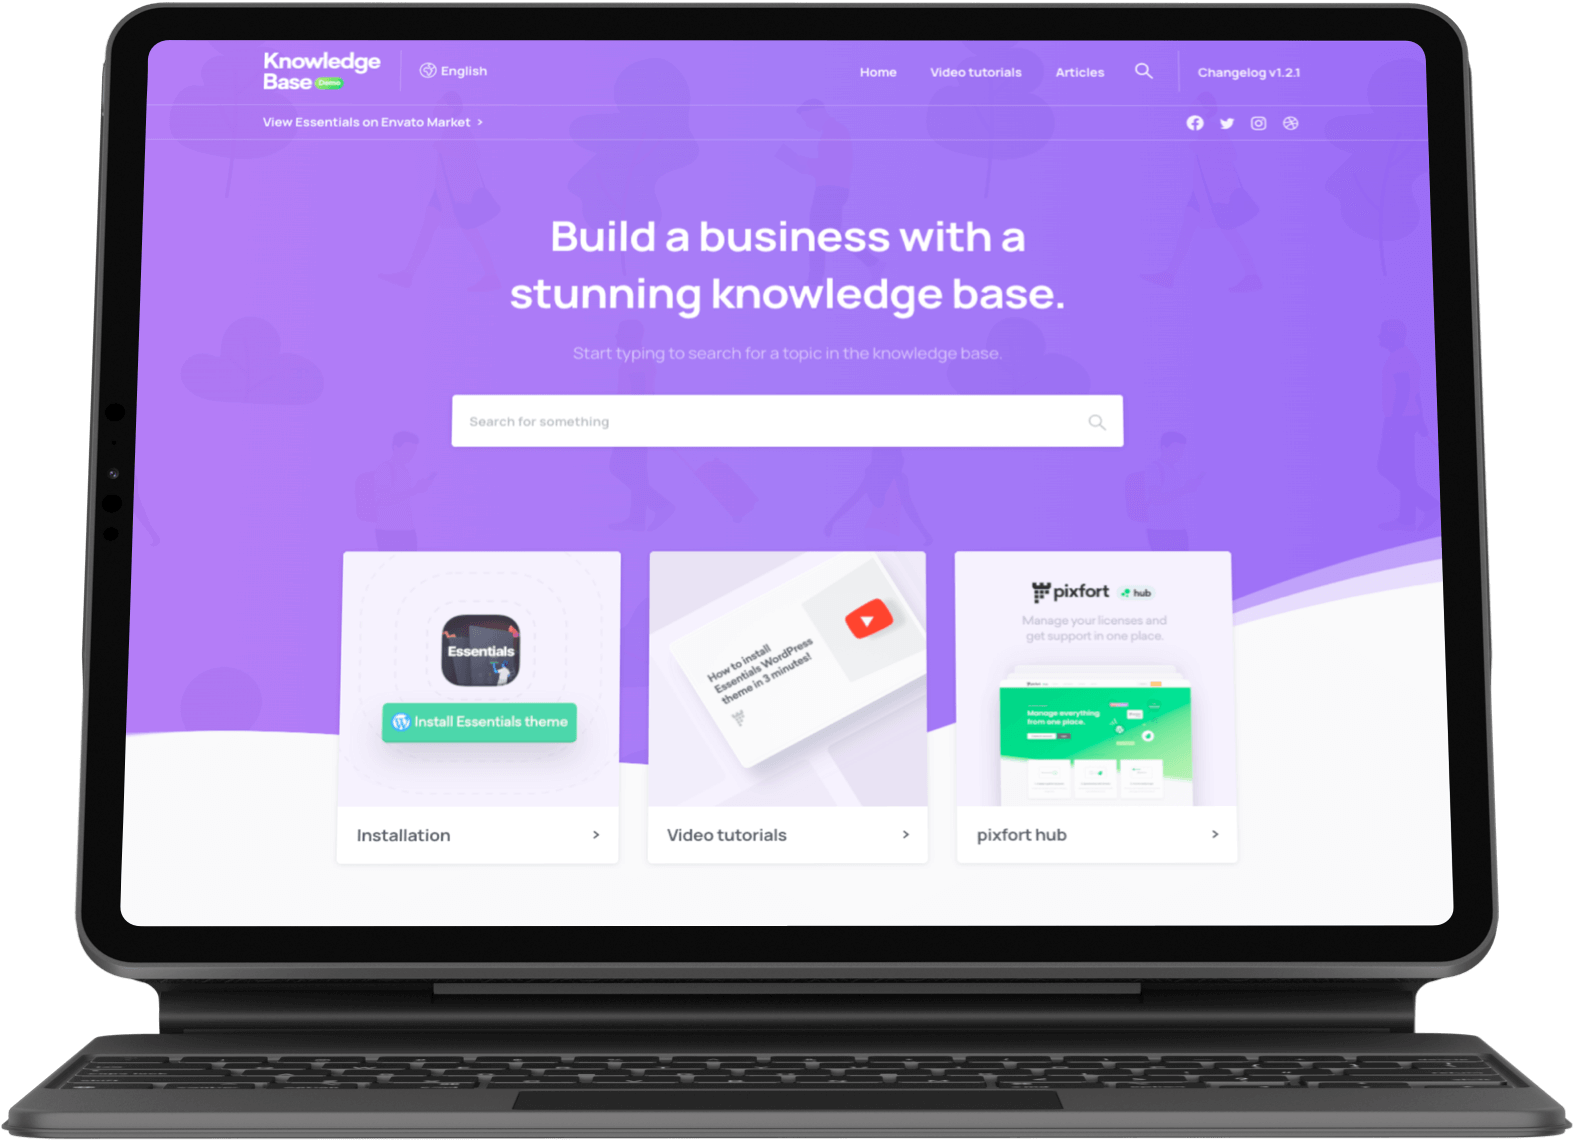 Knowledge
Base Demo
English
Home
Video tutorials
Articles
Changelog v1.2.1
View Essentials on Envato Market >
Build a business with a
stunning knowledge base.
Start typing to search for a topic in the knowledge base.
Search for something
Essentials
Install Essentials theme
Installation >
How to install
Essentials WordPress
theme in 3 minutes!
Video tutorials >
pixfort hub
Manage your licenses and
get support in one place.
Manage everything
from one place.
pixfort hub >